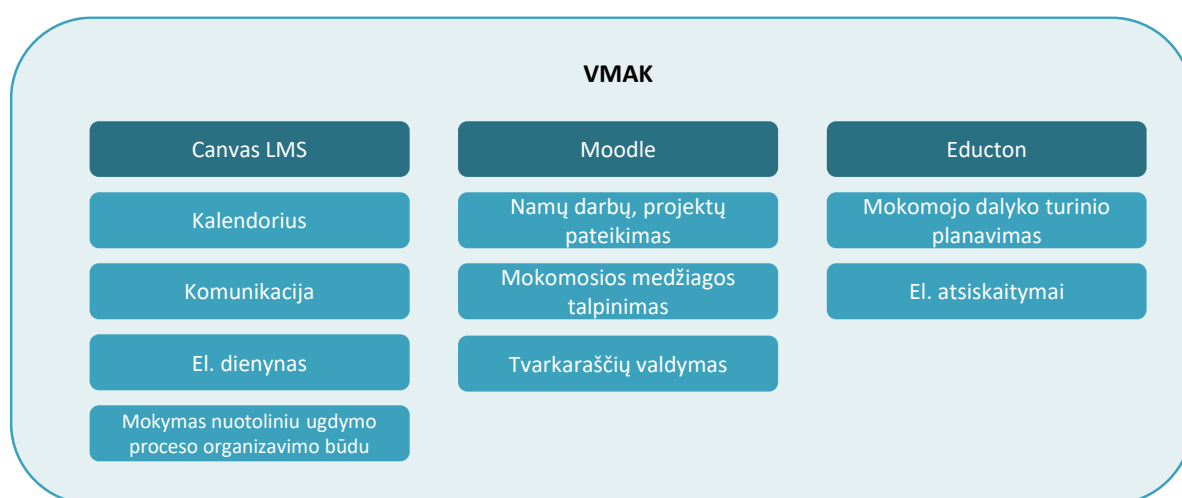 VMAK
Canvas LMS
Kalendorius
Komunikacija
El. dienynas
Mokymas nuotoliniu ugdymo
proceso organizavimo būdu
Moodle
Namų darbų, projektų
pateikimas
Mokomosios medžiagos
talpinimas
Tvarkaraščių valdymas
Educton
Mokomojo dalyko turinio
planavimas
El. atsiskaitymai